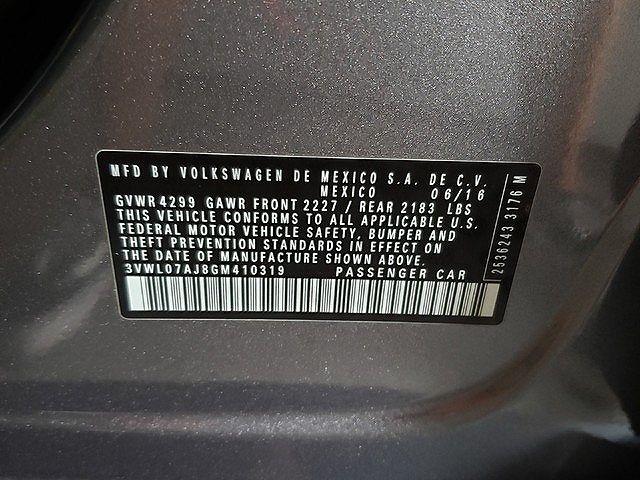 MFD BY VOLKSWAGEN DE MEXICO S.A. DE C.V.
MEXICO 06/16
GVWR 4299 GAWR FRONT 2227 / REAR 2183 LBS
THIS VEHICLE CONFORMS TO ALL APPLICABLE U.S.
FEDERAL MOTOR VEHICLE SAFETY, BUMPER AND
THEFT PREVENTION STANDARDS IN EFFECT ON
THE DATE OF MANUFACTURE SHOWN ABOVE.
3VWL07AJ8GM410319 PASSENGER CAR
2536243 3176 M